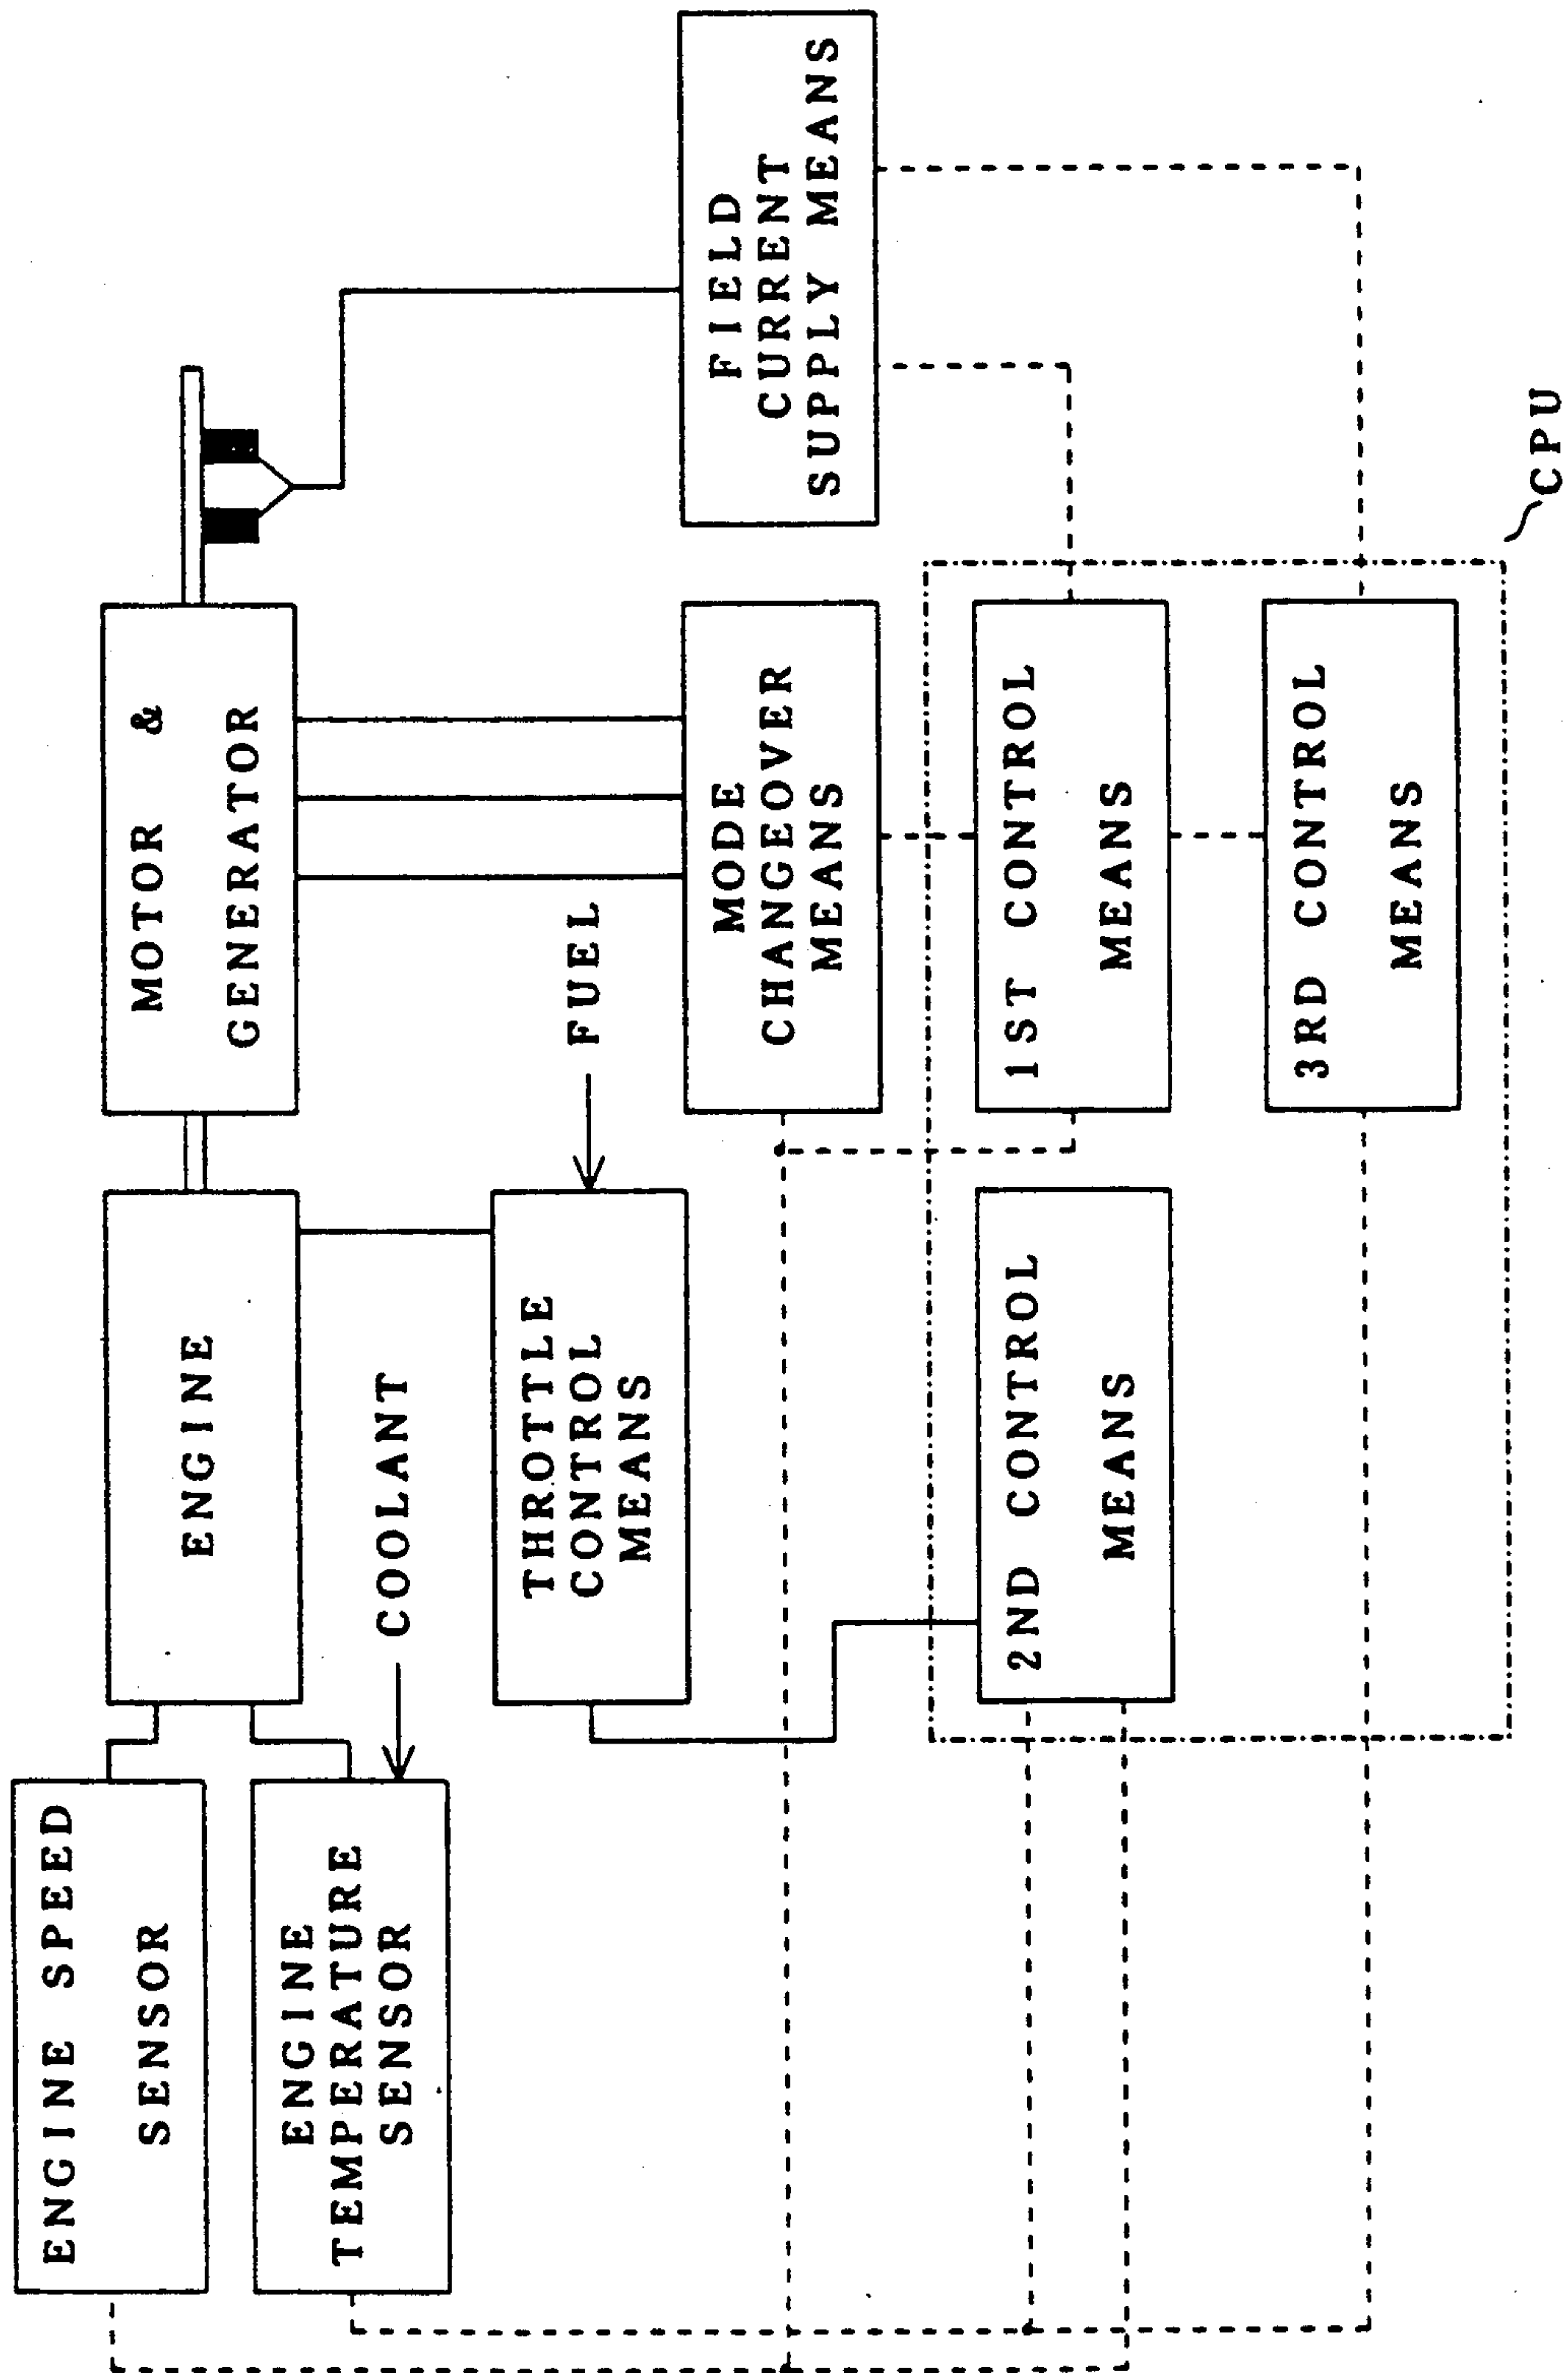 ENGINE SPEED
SENSOR
ENGINE
TEMPERATURE
SENSOR
COOLANT
ENGINE
MOTOR &
GENERATOR
THROTTLE
CONTROL
MEANS
FUEL
MODE
CHANGEOVER
MEANS
FIELD
CURRENT
SUPPLY MEANS
2ND CONTROL
MEANS
1ST CONTROL
MEANS
3RD CONTROL
MEANS
CPU